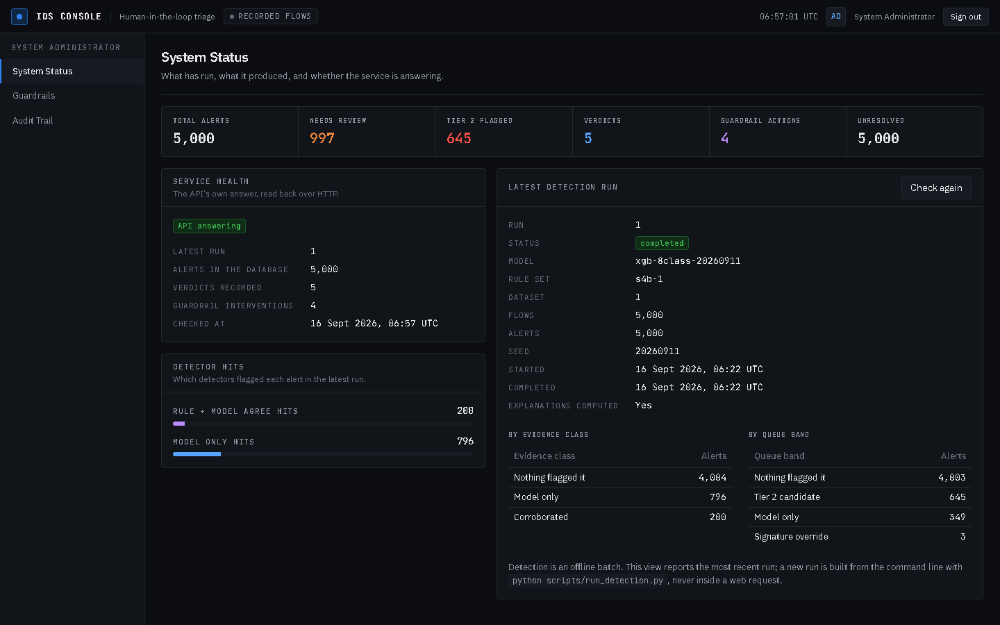 IDS CONSOLE
Human-in-the-loop triage
RECORDED FLOWS
06:57:01 UTC
AD
System Administrator
Sign out
SYSTEM ADMINISTRATOR
System Status
Guardrails
Audit Trail
System Status
What has run, what it produced, and whether the service is answering.
TOTAL ALERTS
5,000
NEEDS REVIEW
997
TIER 2 FLAGGED
645
VERDICTS
5
GUARDRAIL ACTIONS
4
UNRESOLVED
5,000
SERVICE HEALTH
The API's own answer, read back over HTTP.
API answering
LATEST RUN 1
ALERTS IN THE DATABASE 5,000
VERDICTS RECORDED 5
GUARDRAIL INTERVENTIONS 4
CHECKED AT 16 Sept 2026, 06:57 UTC
DETECTOR HITS
Which detectors flagged each alert in the latest run.
RULE + MODEL AGREE HITS 200
MODEL ONLY HITS 796
LATEST DETECTION RUN
Check again
RUN 1
STATUS completed
MODEL xgb-8class-20260911
RULE SET s4b-1
DATASET 1
FLOWS 5,000
ALERTS 5,000
SEED 20260911
STARTED 16 Sept 2026, 06:22 UTC
COMPLETED 16 Sept 2026, 06:22 UTC
EXPLANATIONS COMPUTED Yes
BY EVIDENCE CLASS
Evidence class Alerts
Nothing flagged it 4,004
Model only 796
Corroborated 200
BY QUEUE BAND
Queue band Alerts
Nothing flagged it 4,003
Tier 2 candidate 645
Model only 349
Signature override 3
Detection is an offline batch. This view reports the most recent run; a new run is built from the command line with
python scripts/run_detection.py, never inside a web request.